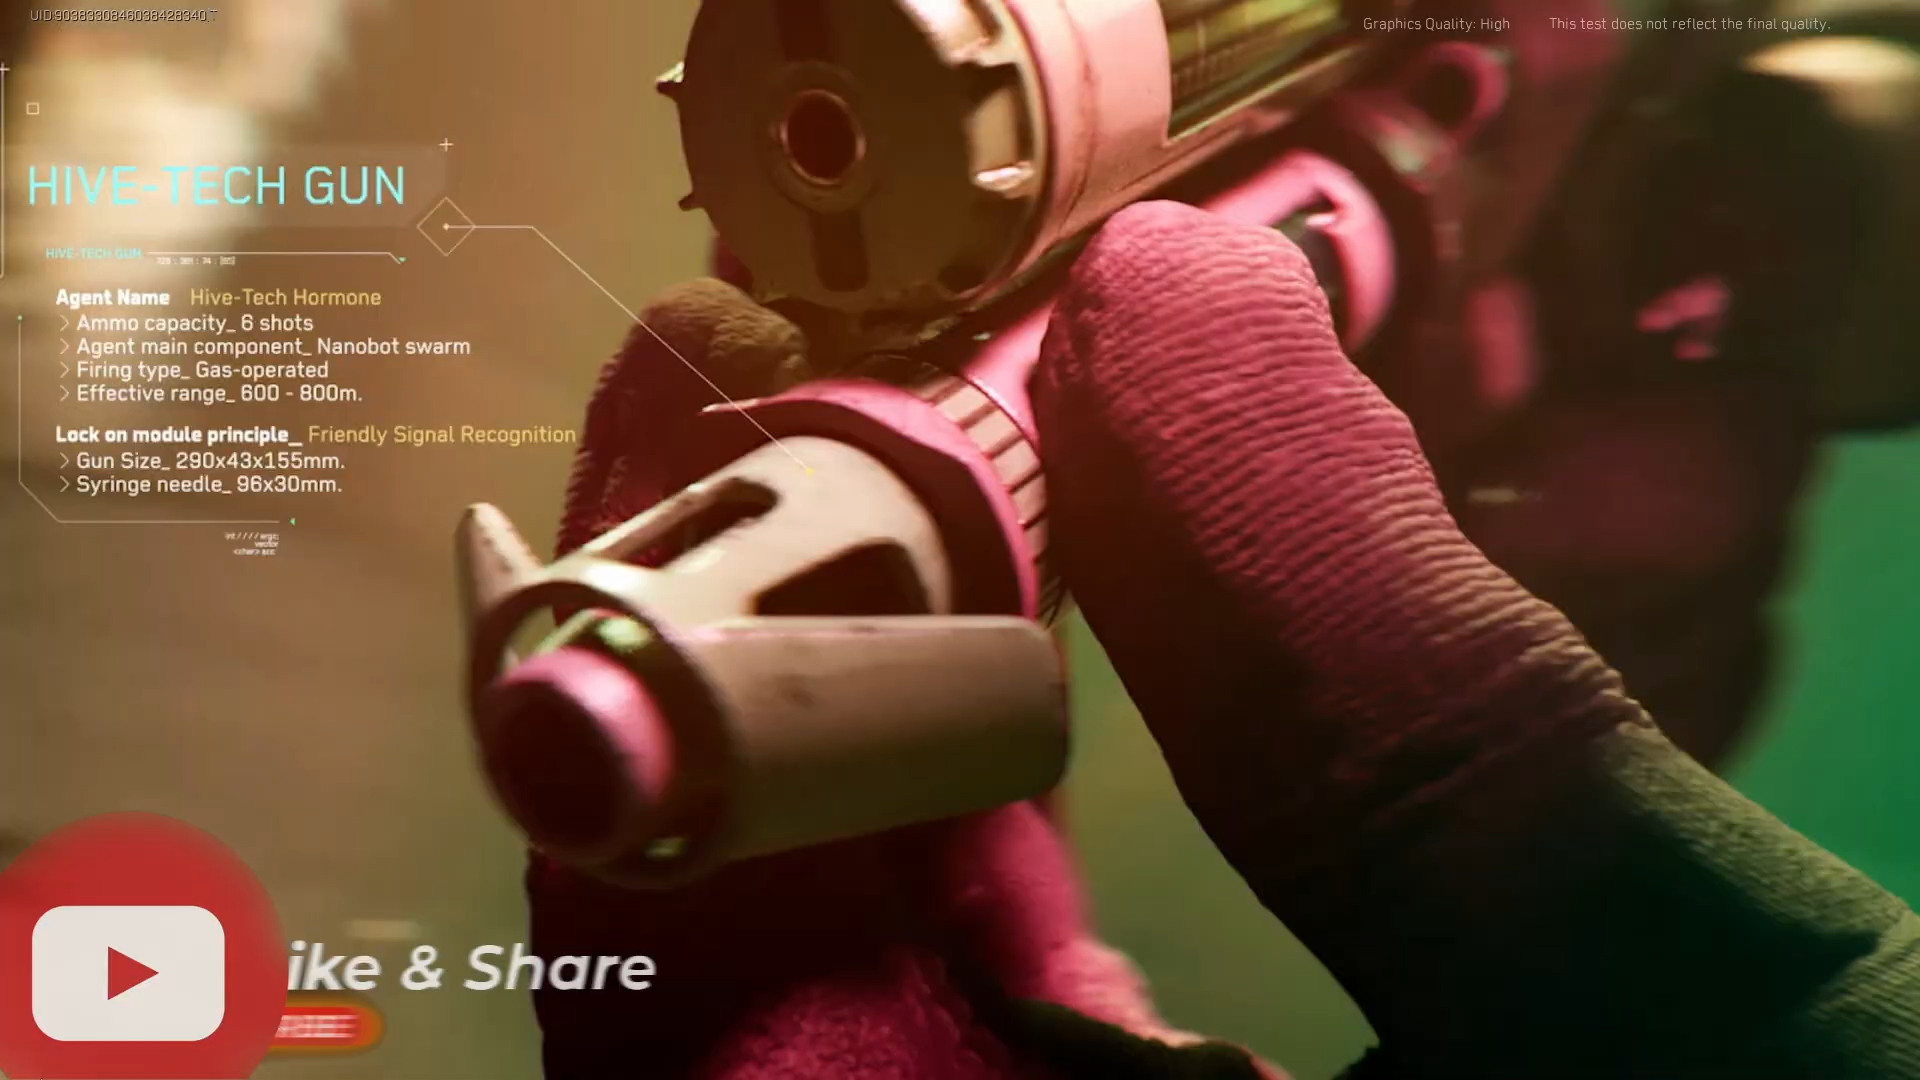 UID:9038330846038428340
Graphics Quality: High
This test does not reflect the final quality.
HIVE-TECH GUN
HIVE-TECH GUN
Agent Name Hive-Tech Hormone
> Ammo capacity_ 6 shots
> Agent main component_ Nanobot swarm
> Firing type_ Gas-operated
> Effective range_ 600 - 800m.
Lock on module principle_ Friendly Signal Recognition
> Gun Size_ 290x43x155mm.
> Syringe needle_ 96x30mm.
ike & Share